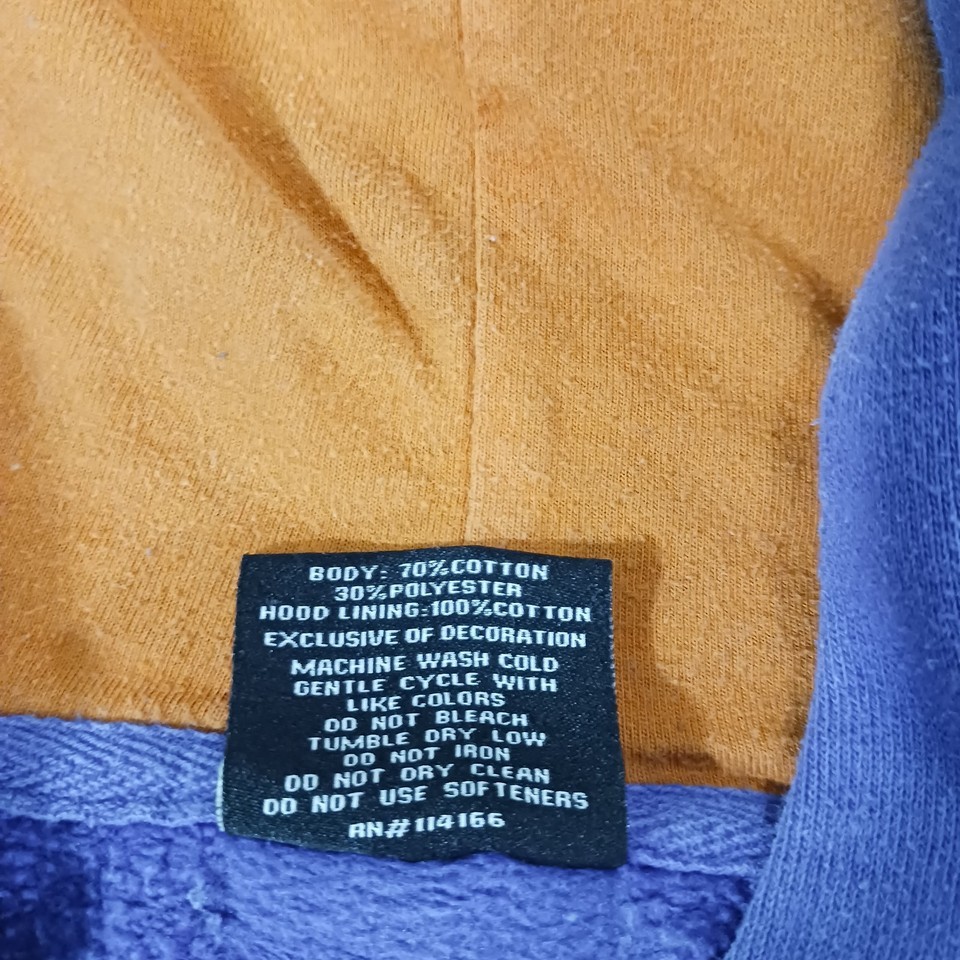 BODY: 70%COTTON
30%POLYESTER
HOOD LINING:100%COTTON
EXCLUSIVE OF DECORATION
MACHINE WASH COLD
GENTLE CYCLE WITH
LIKE COLORS
DO NOT BLEACH
TUMBLE DRY LOW
DO NOT IRON
DO NOT DRY CLEAN
DO NOT USE SOFTENERS
RN#114166